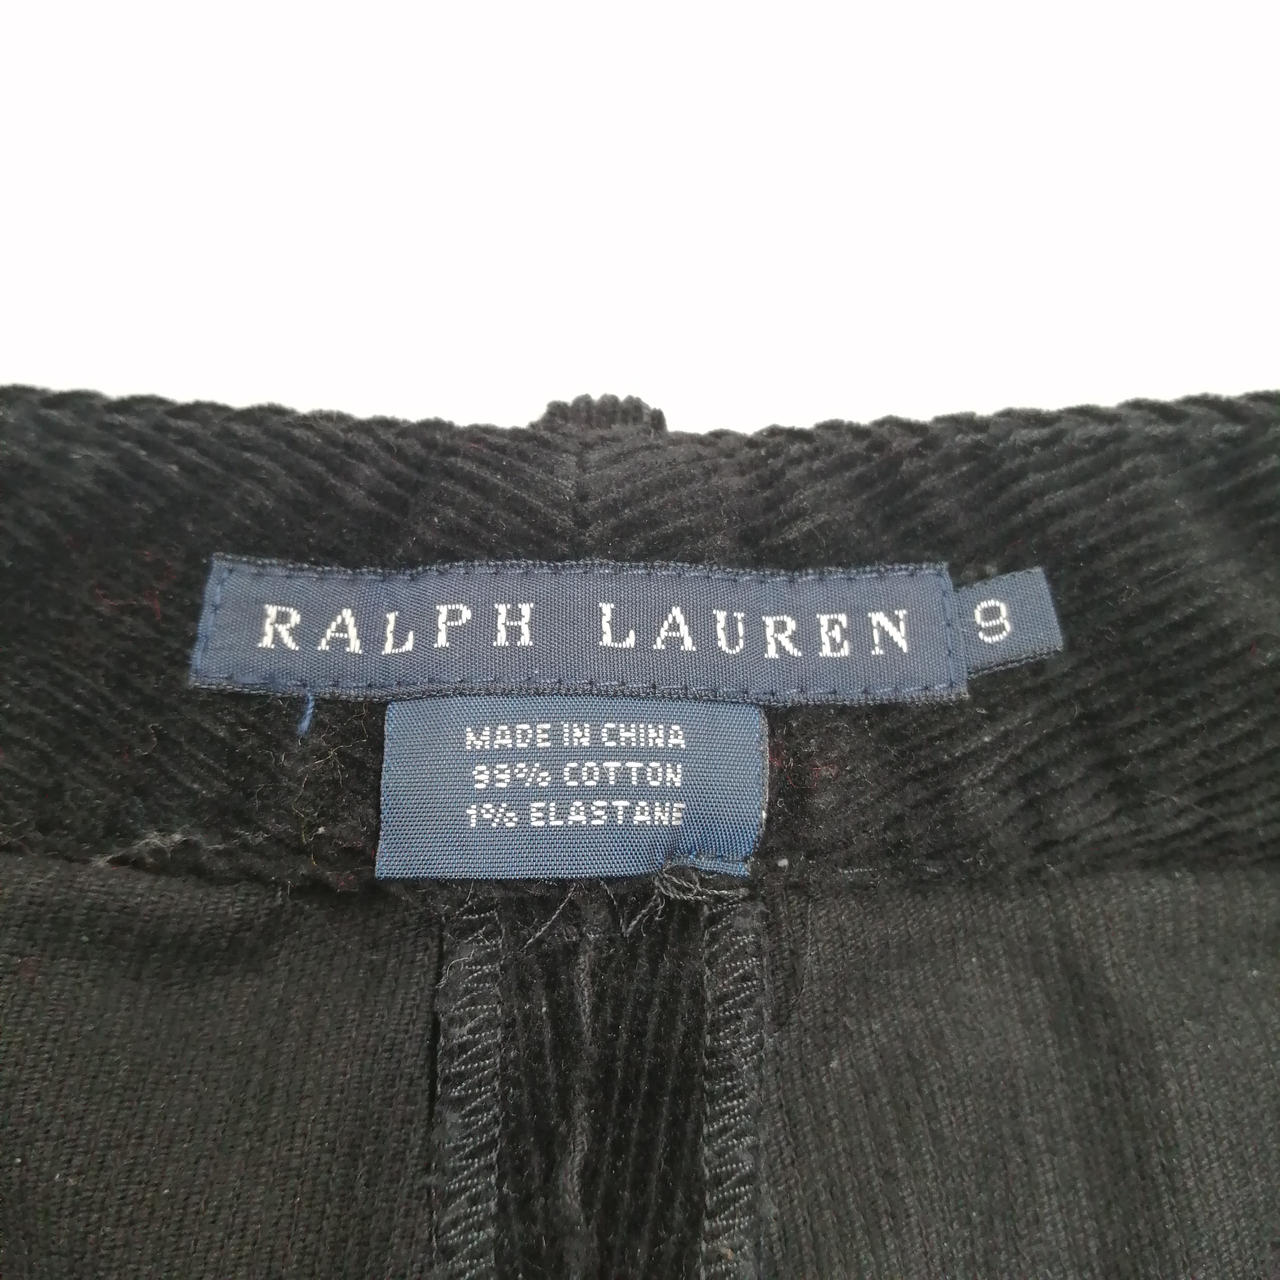 RALPH LAUREN 9
MADE IN CHINA
99% COTTON
1% ELASTANE